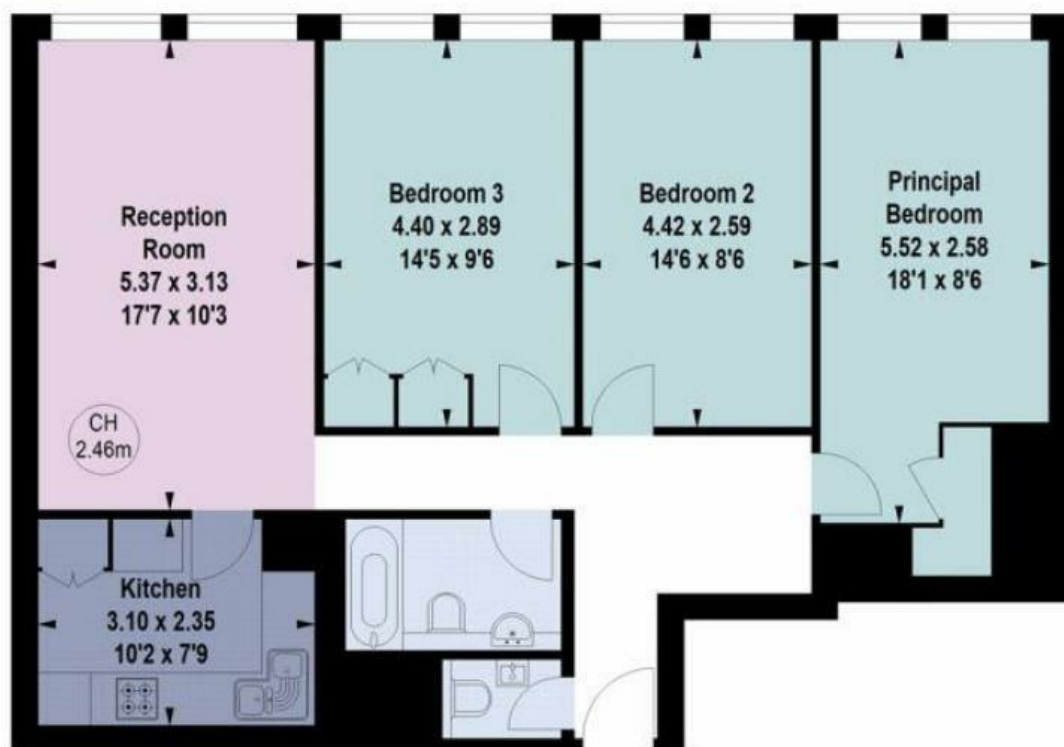 Reception
Room
5.37 x 3.13
17'7 x 10'3
CH
2.46m
Bedroom 3
4.40 x 2.89
14'5 x 9'6
Bedroom 2
4.42 x 2.59
14'6 x 8'6
Principal
Bedroom
5.52 x 2.58
18'1 x 8'6
Kitchen
3.10 x 2.35
10'2 x 7'9